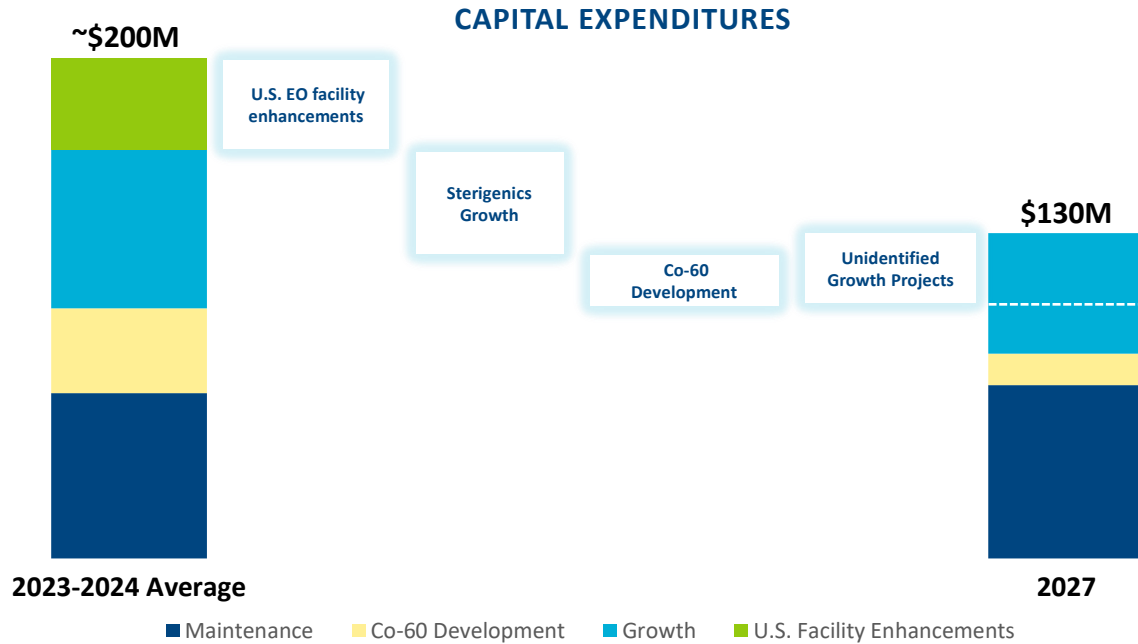 CAPITAL EXPENDITURES
~$200M
U.S. EO facility
enhancements
Sterigenics
Growth
Co-60
Development
Unidentified
Growth Projects
$130M
2023-2024 Average
2027
Maintenance
Co-60 Development
Growth
U.S. Facility Enhancements